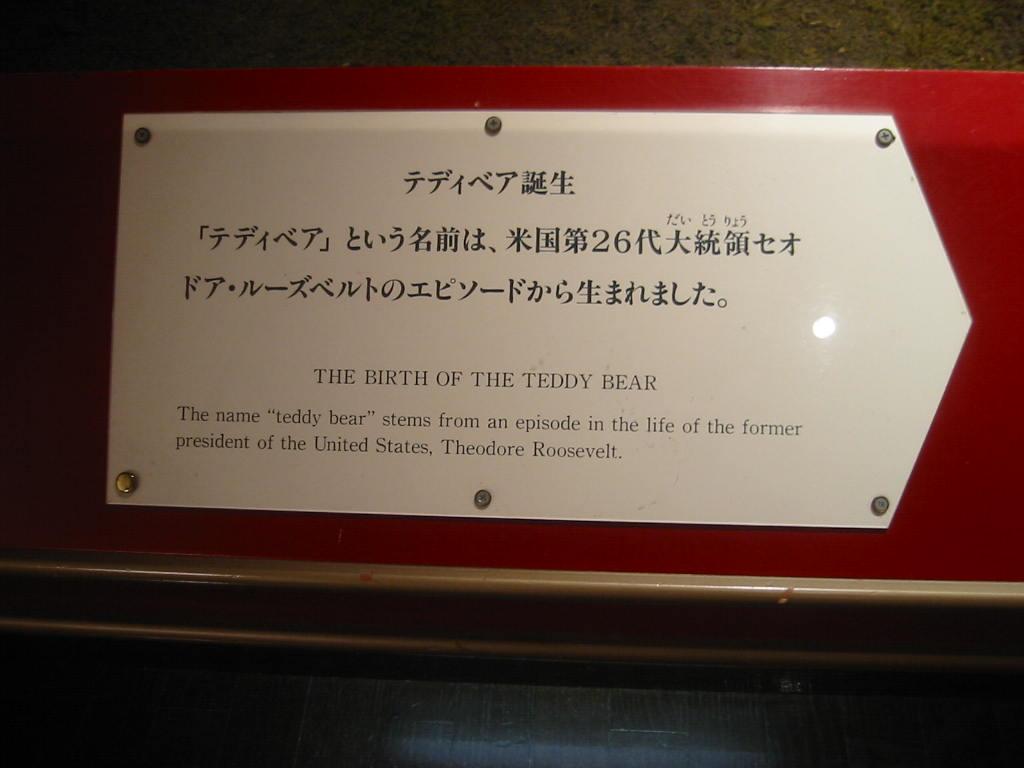 テディベア誕生
「テディベア」という名前は、米国第26代大統領セオ
だい とう りょう
ドア・ルーズベルトのエピソードから生まれました。
THE BIRTH OF THE TEDDY BEAR
The name “teddy bear” stems from an episode in the life of the former
president of the United States, Theodore Roosevelt.